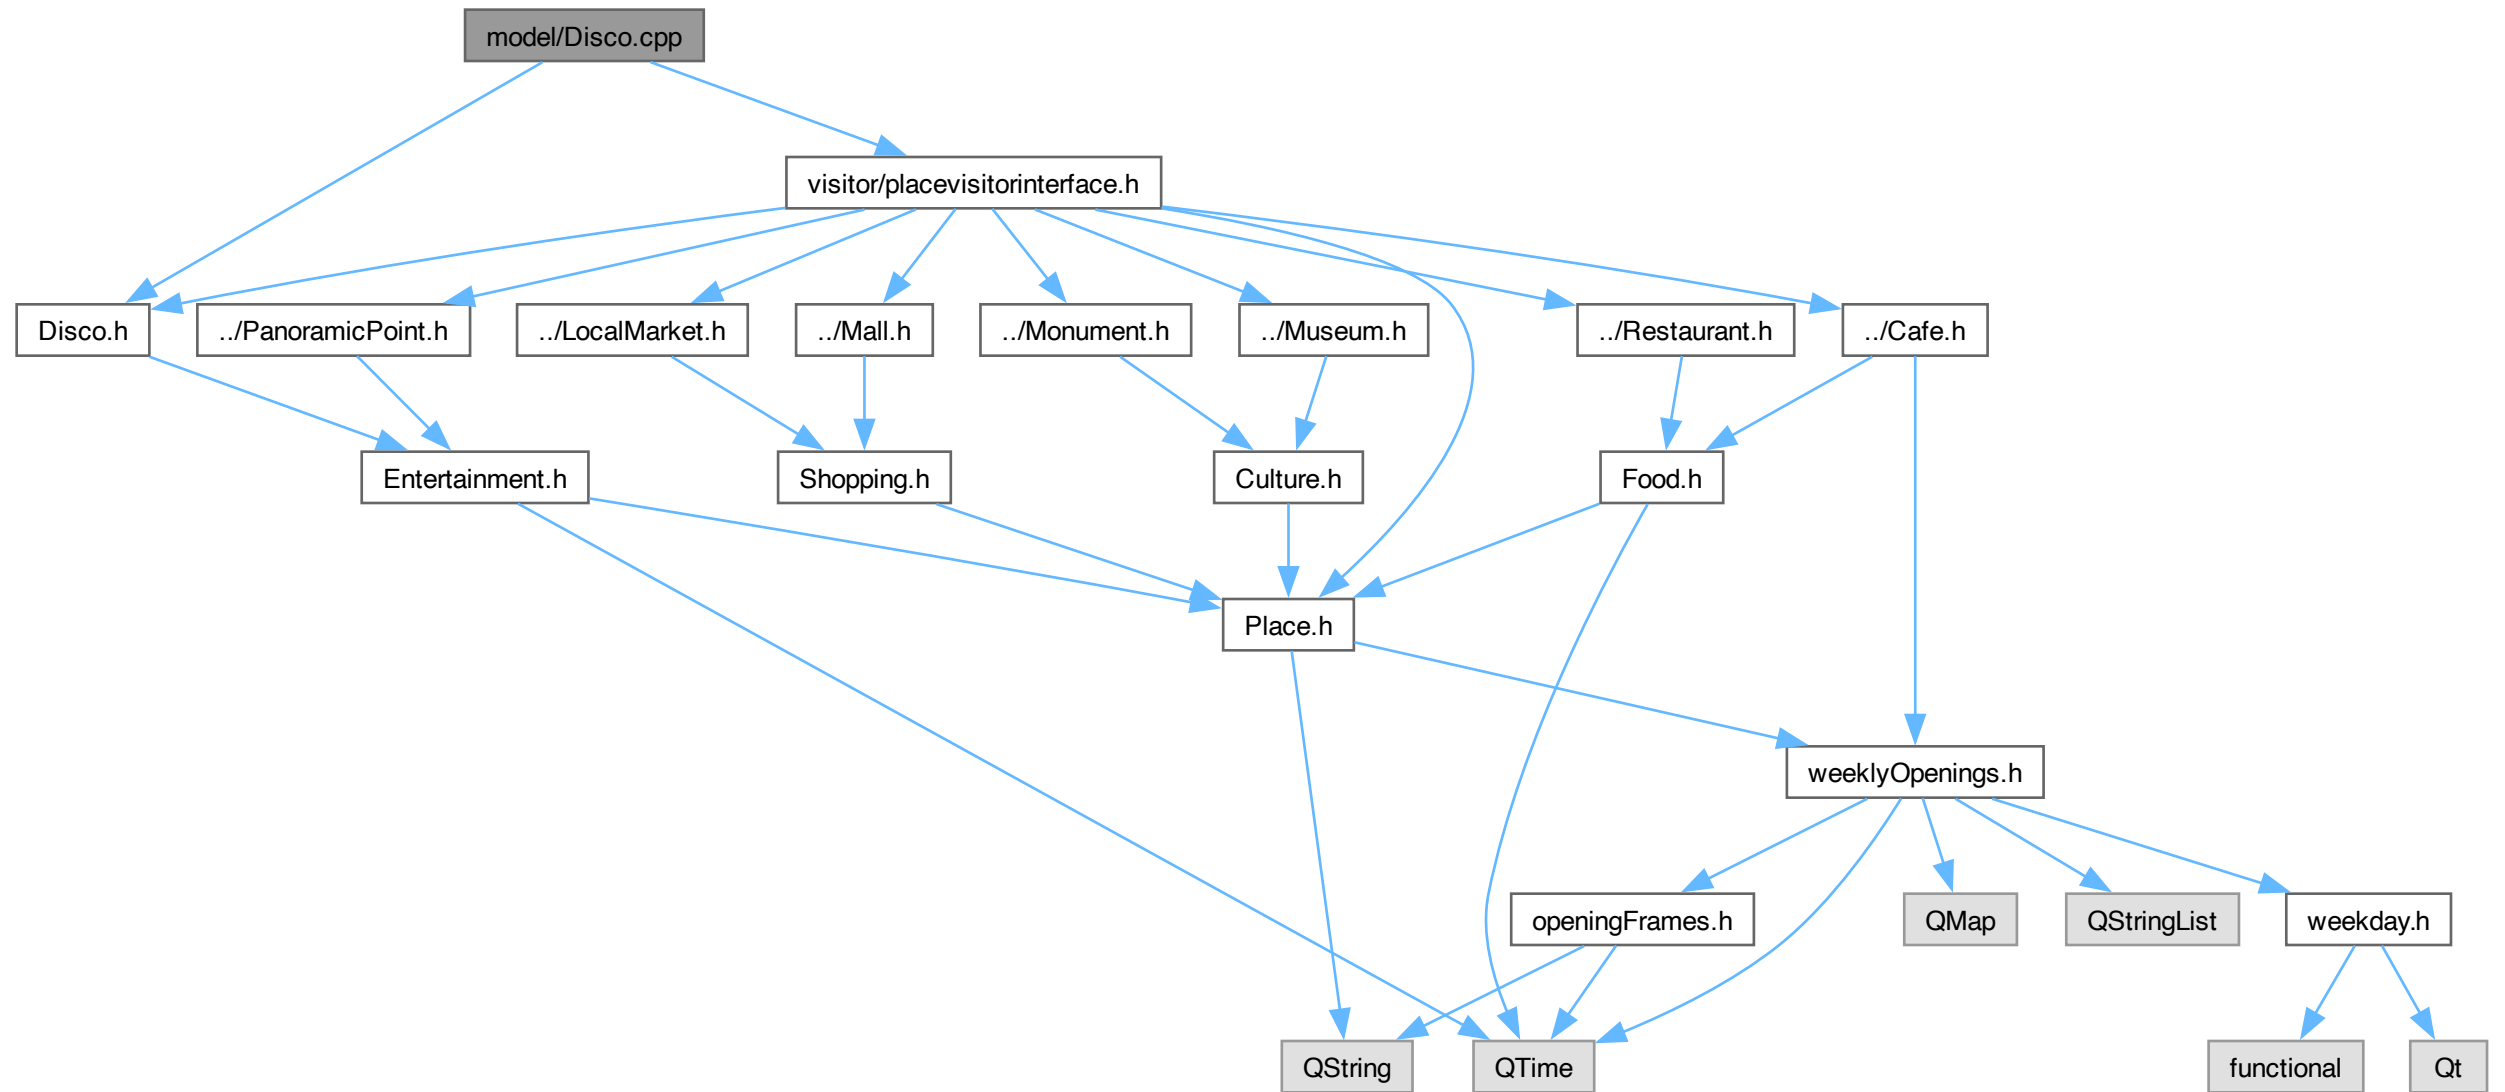 model/Disco.cpp
visitor/placevisitorinterface.h
Disco.h
../PanoramicPoint.h
../LocalMarket.h
../Mall.h
../Monument.h
../Museum.h
../Restaurant.h
../Cafe.h
Entertainment.h
Shopping.h
Culture.h
Food.h
Place.h
weeklyOpenings.h
openingFrames.h
QMap
QStringList
weekday.h
QString
QTime
functional
Qt